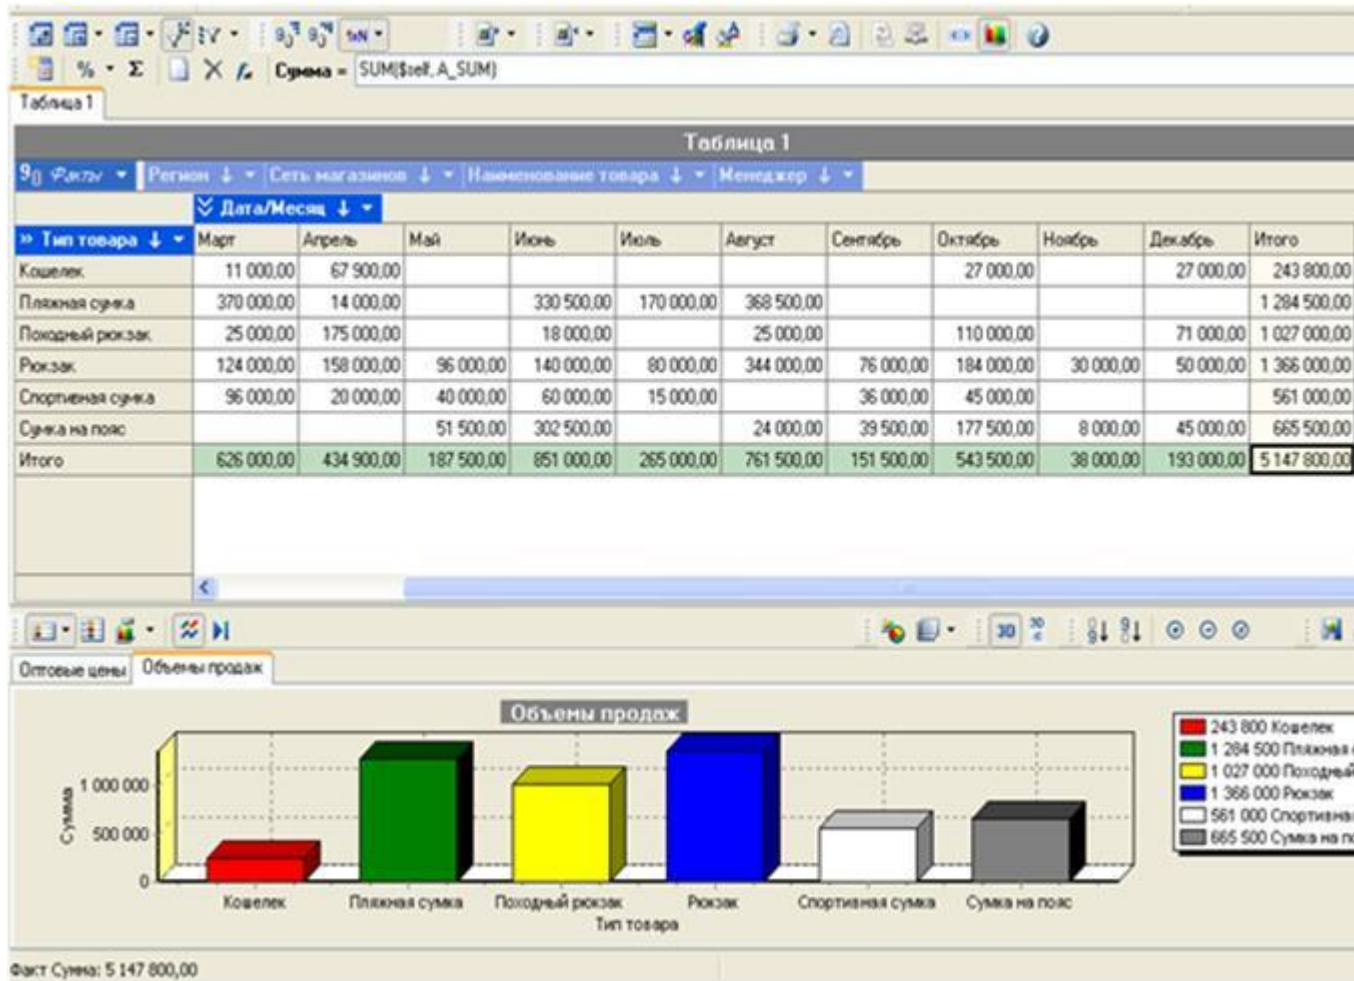 % Σ Сумма = SUM($self, A_SUM)
Таблица 1
Таблица 1
Факты Регион ↓ Сеть магазинов ↓ Наименование товара ↓ Менеджер ↓
Дата/Месяц ↓
Тип товара ↓ Март Апрель Май Июнь Июль Август Сентябрь Октябрь Ноябрь Декабрь Итого
Кошелек 11 000,00 67 900,00 27 000,00 27 000,00 243 800,00
Пляжная сумка 370 000,00 14 000,00 330 500,00 170 000,00 368 500,00 1 284 500,00
Походный рюкзак 25 000,00 175 000,00 18 000,00 25 000,00 110 000,00 71 000,00 1 027 000,00
Рюкзак 124 000,00 158 000,00 96 000,00 140 000,00 80 000,00 344 000,00 76 000,00 184 000,00 30 000,00 50 000,00 1 366 000,00
Спортивная сумка 96 000,00 20 000,00 40 000,00 60 000,00 15 000,00 36 000,00 45 000,00 561 000,00
Сумка на пояс 51 500,00 302 500,00 24 000,00 39 500,00 177 500,00 8 000,00 45 000,00 665 500,00
Итого 626 000,00 434 900,00 187 500,00 851 000,00 265 000,00 761 500,00 151 500,00 543 500,00 38 000,00 193 000,00 5 147 800,00
3D
Оптовые цены Объемы продаж
Объемы продаж
Сумма
1 000 000
500 000
0
Кошелек Пляжная сумка Походный рюкзак Рюкзак Спортивная сумка Сумка на пояс
Тип товара
243 800 Кошелек
1 284 500 Пляжная
1 027 000 Походный
1 366 000 Рюкзак
561 000 Спортивная
665 500 Сумка на по
Факт Сумма: 5 147 800,00